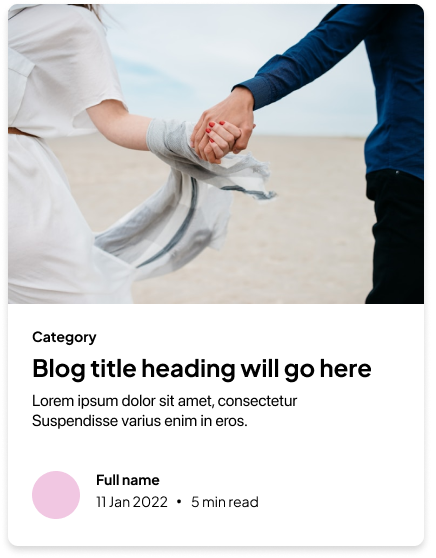 Category
Blog title heading will go here
Lorem ipsum dolor sit amet, consectetur
Suspendisse varius enim in eros.
Full name
11 Jan 2022 • 5 min read